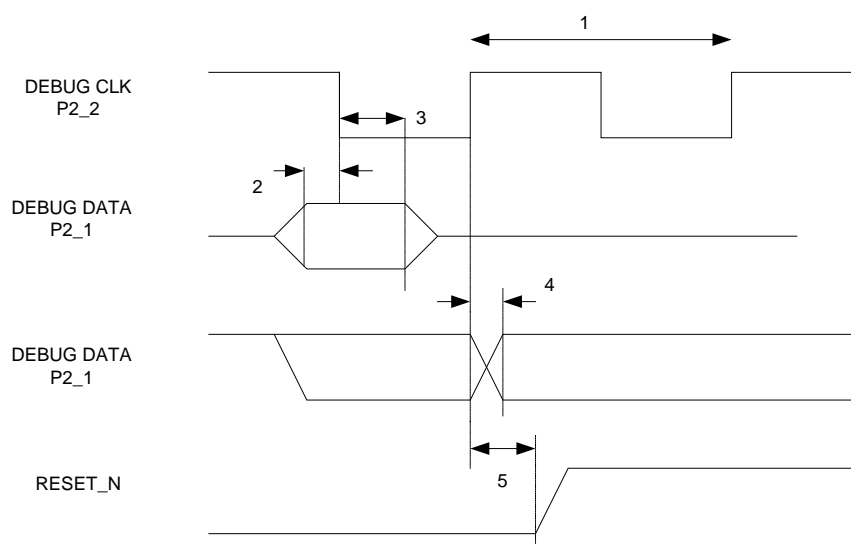 1
DEBUG CLK
P2_2
3
2
DEBUG DATA
P2_1
4
DEBUG DATA
P2_1
RESET_N
5